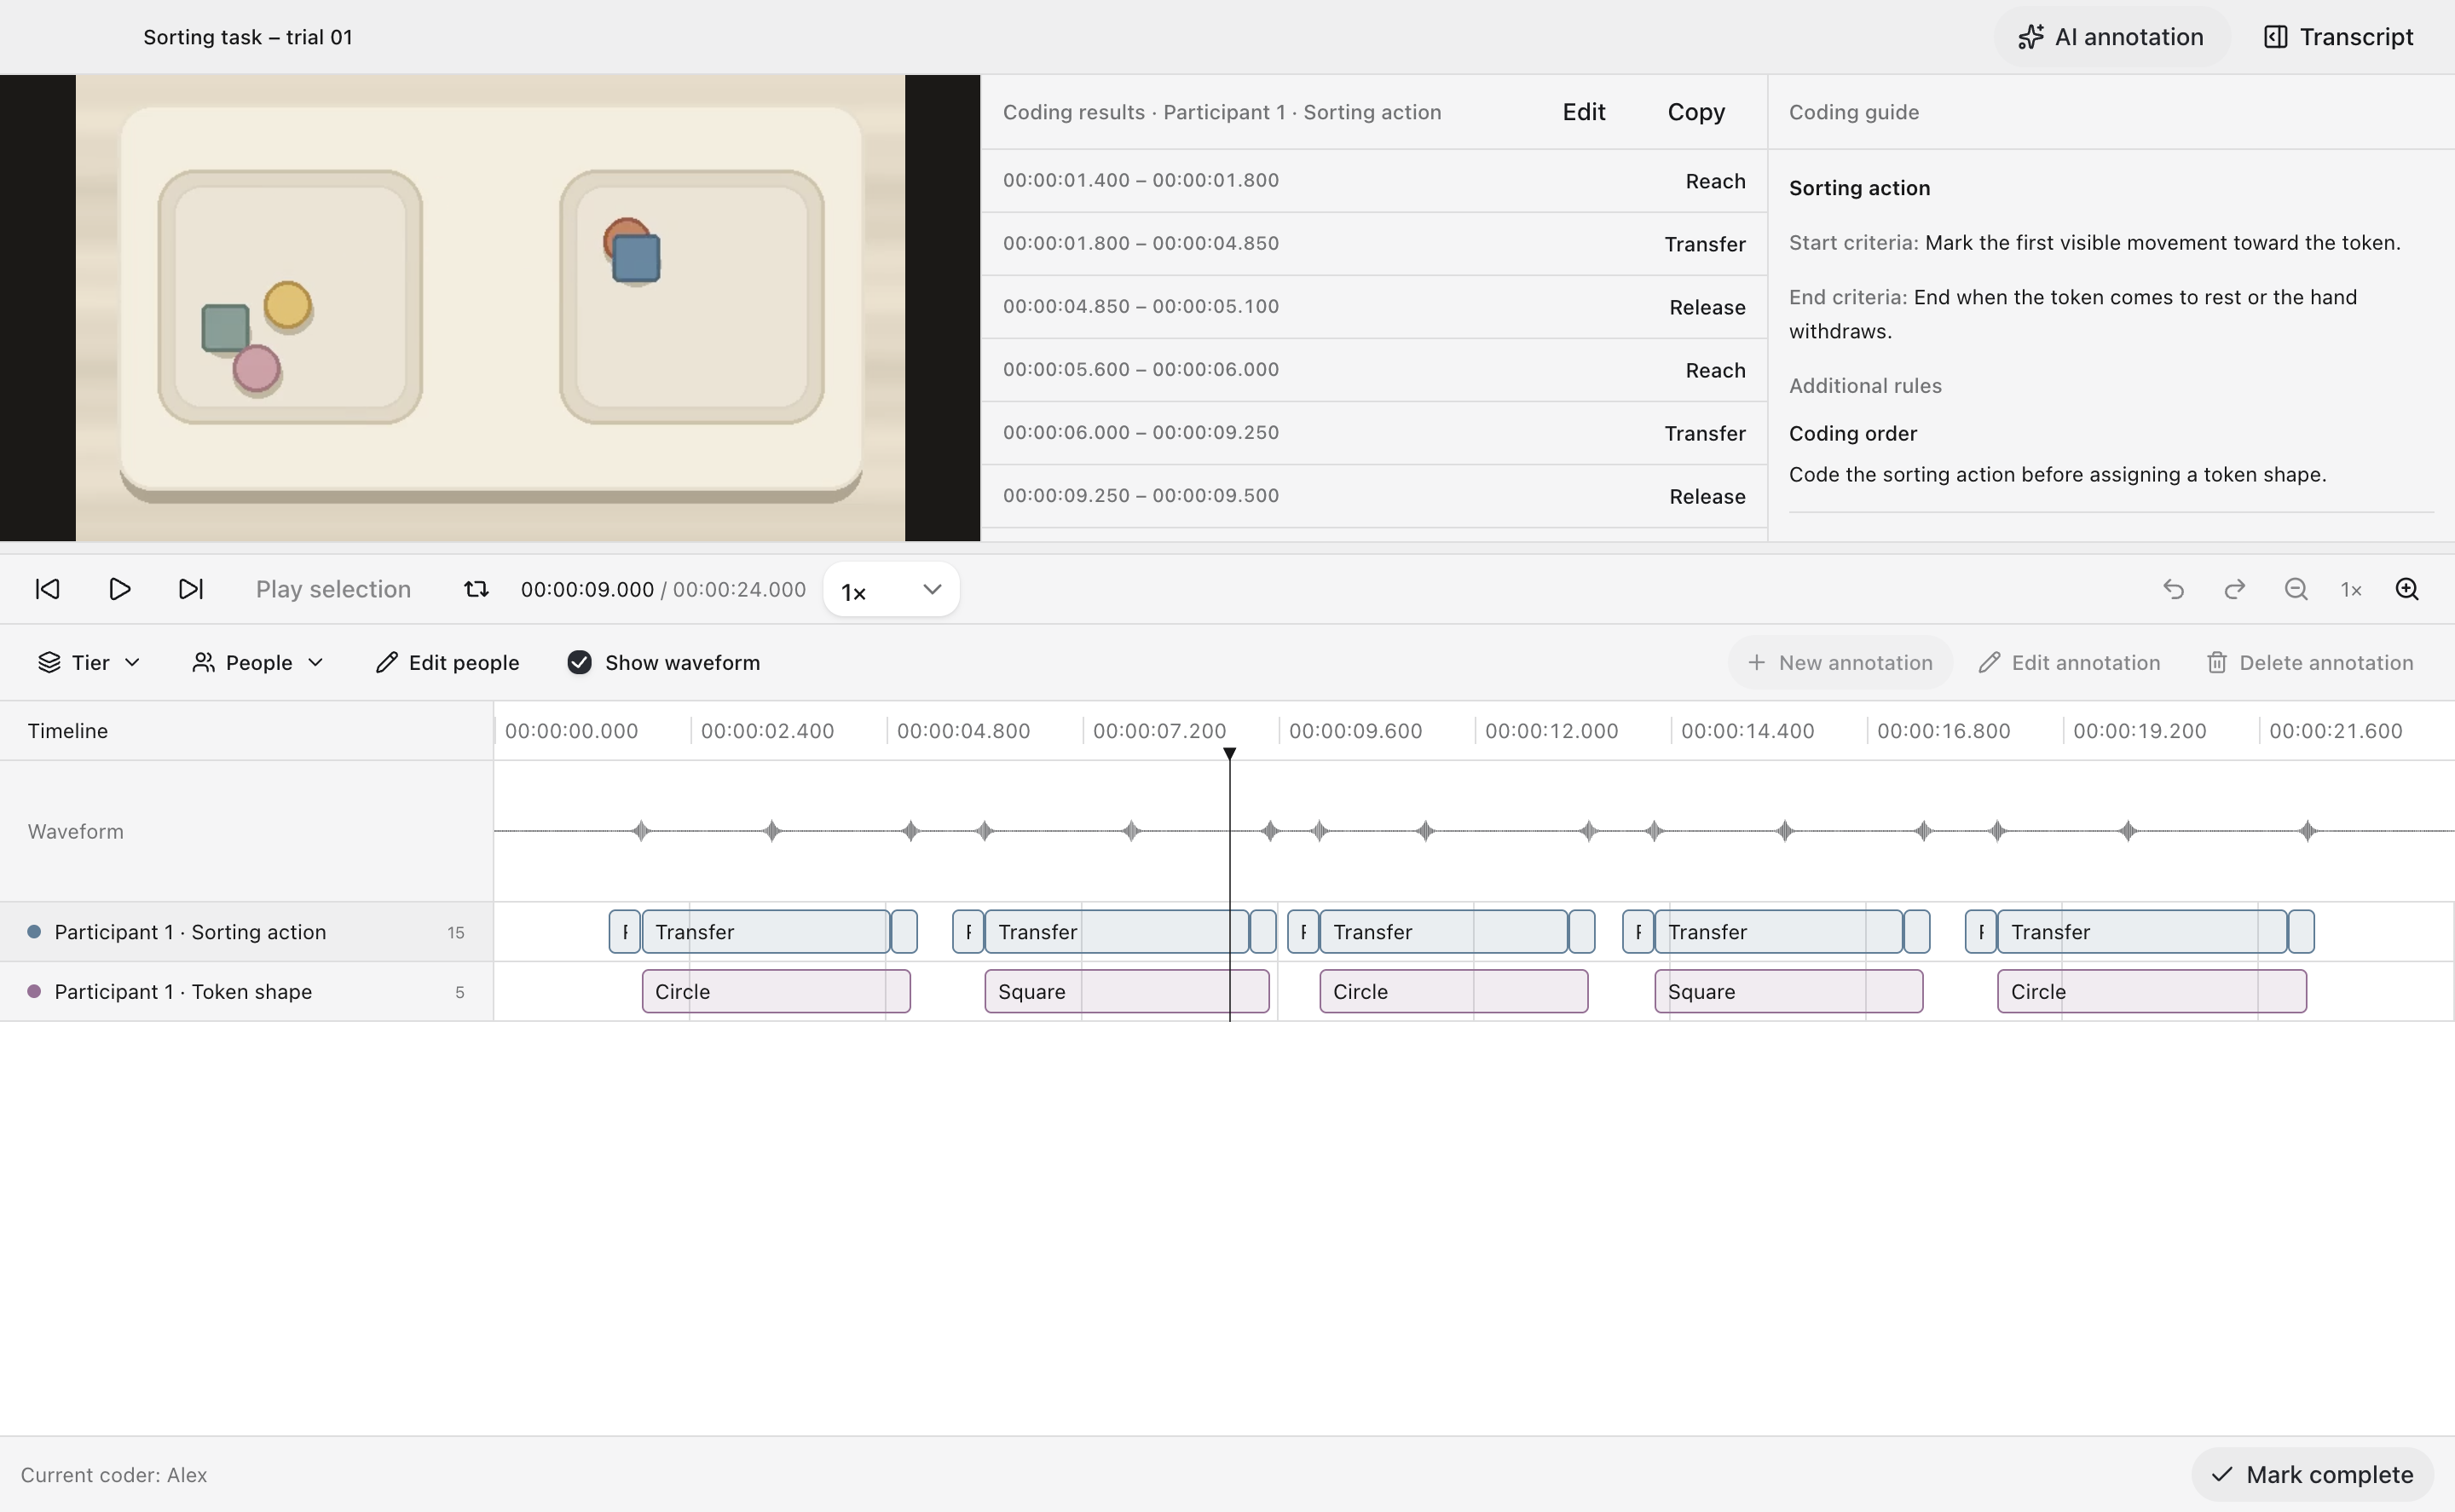 Sorting task – trial 01
AI annotation
Transcript
Coding results · Participant 1 · Sorting action
Edit
Copy
00:00:01.400 – 00:00:01.800 Reach
00:00:01.800 – 00:00:04.850 Transfer
00:00:04.850 – 00:00:05.100 Release
00:00:05.600 – 00:00:06.000 Reach
00:00:06.000 – 00:00:09.250 Transfer
00:00:09.250 – 00:00:09.500 Release
Coding guide
Sorting action
Start criteria: Mark the first visible movement toward the token.
End criteria: End when the token comes to rest or the hand
withdraws.
Additional rules
Coding order
Code the sorting action before assigning a token shape.
Play selection
00:00:09.000 / 00:00:24.000
1×
1×
Tier
People
Edit people
Show waveform
New annotation
Edit annotation
Delete annotation
Timeline
00:00:00.000 00:00:02.400 00:00:04.800 00:00:07.200 00:00:09.600 00:00:12.000 00:00:14.400 00:00:16.800 00:00:19.200 00:00:21.600
Waveform
Participant 1 · Sorting action 15
Transfer Transfer Transfer Transfer Transfer
Participant 1 · Token shape 5
Circle Square Circle Square Circle
Current coder: Alex
Mark complete